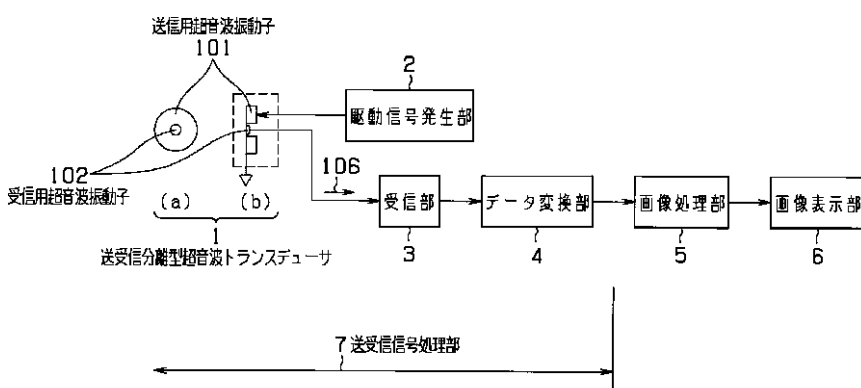 送信用超音波振動子
101
2
駆動信号発生部
102
受信用超音波振動子
106
(a) (b)
受信部 データ変換部 画像処理部 画像表示部
1
3 4 5 6
送受信分離型超音波トランスデューサ
7 送受信信号処理部